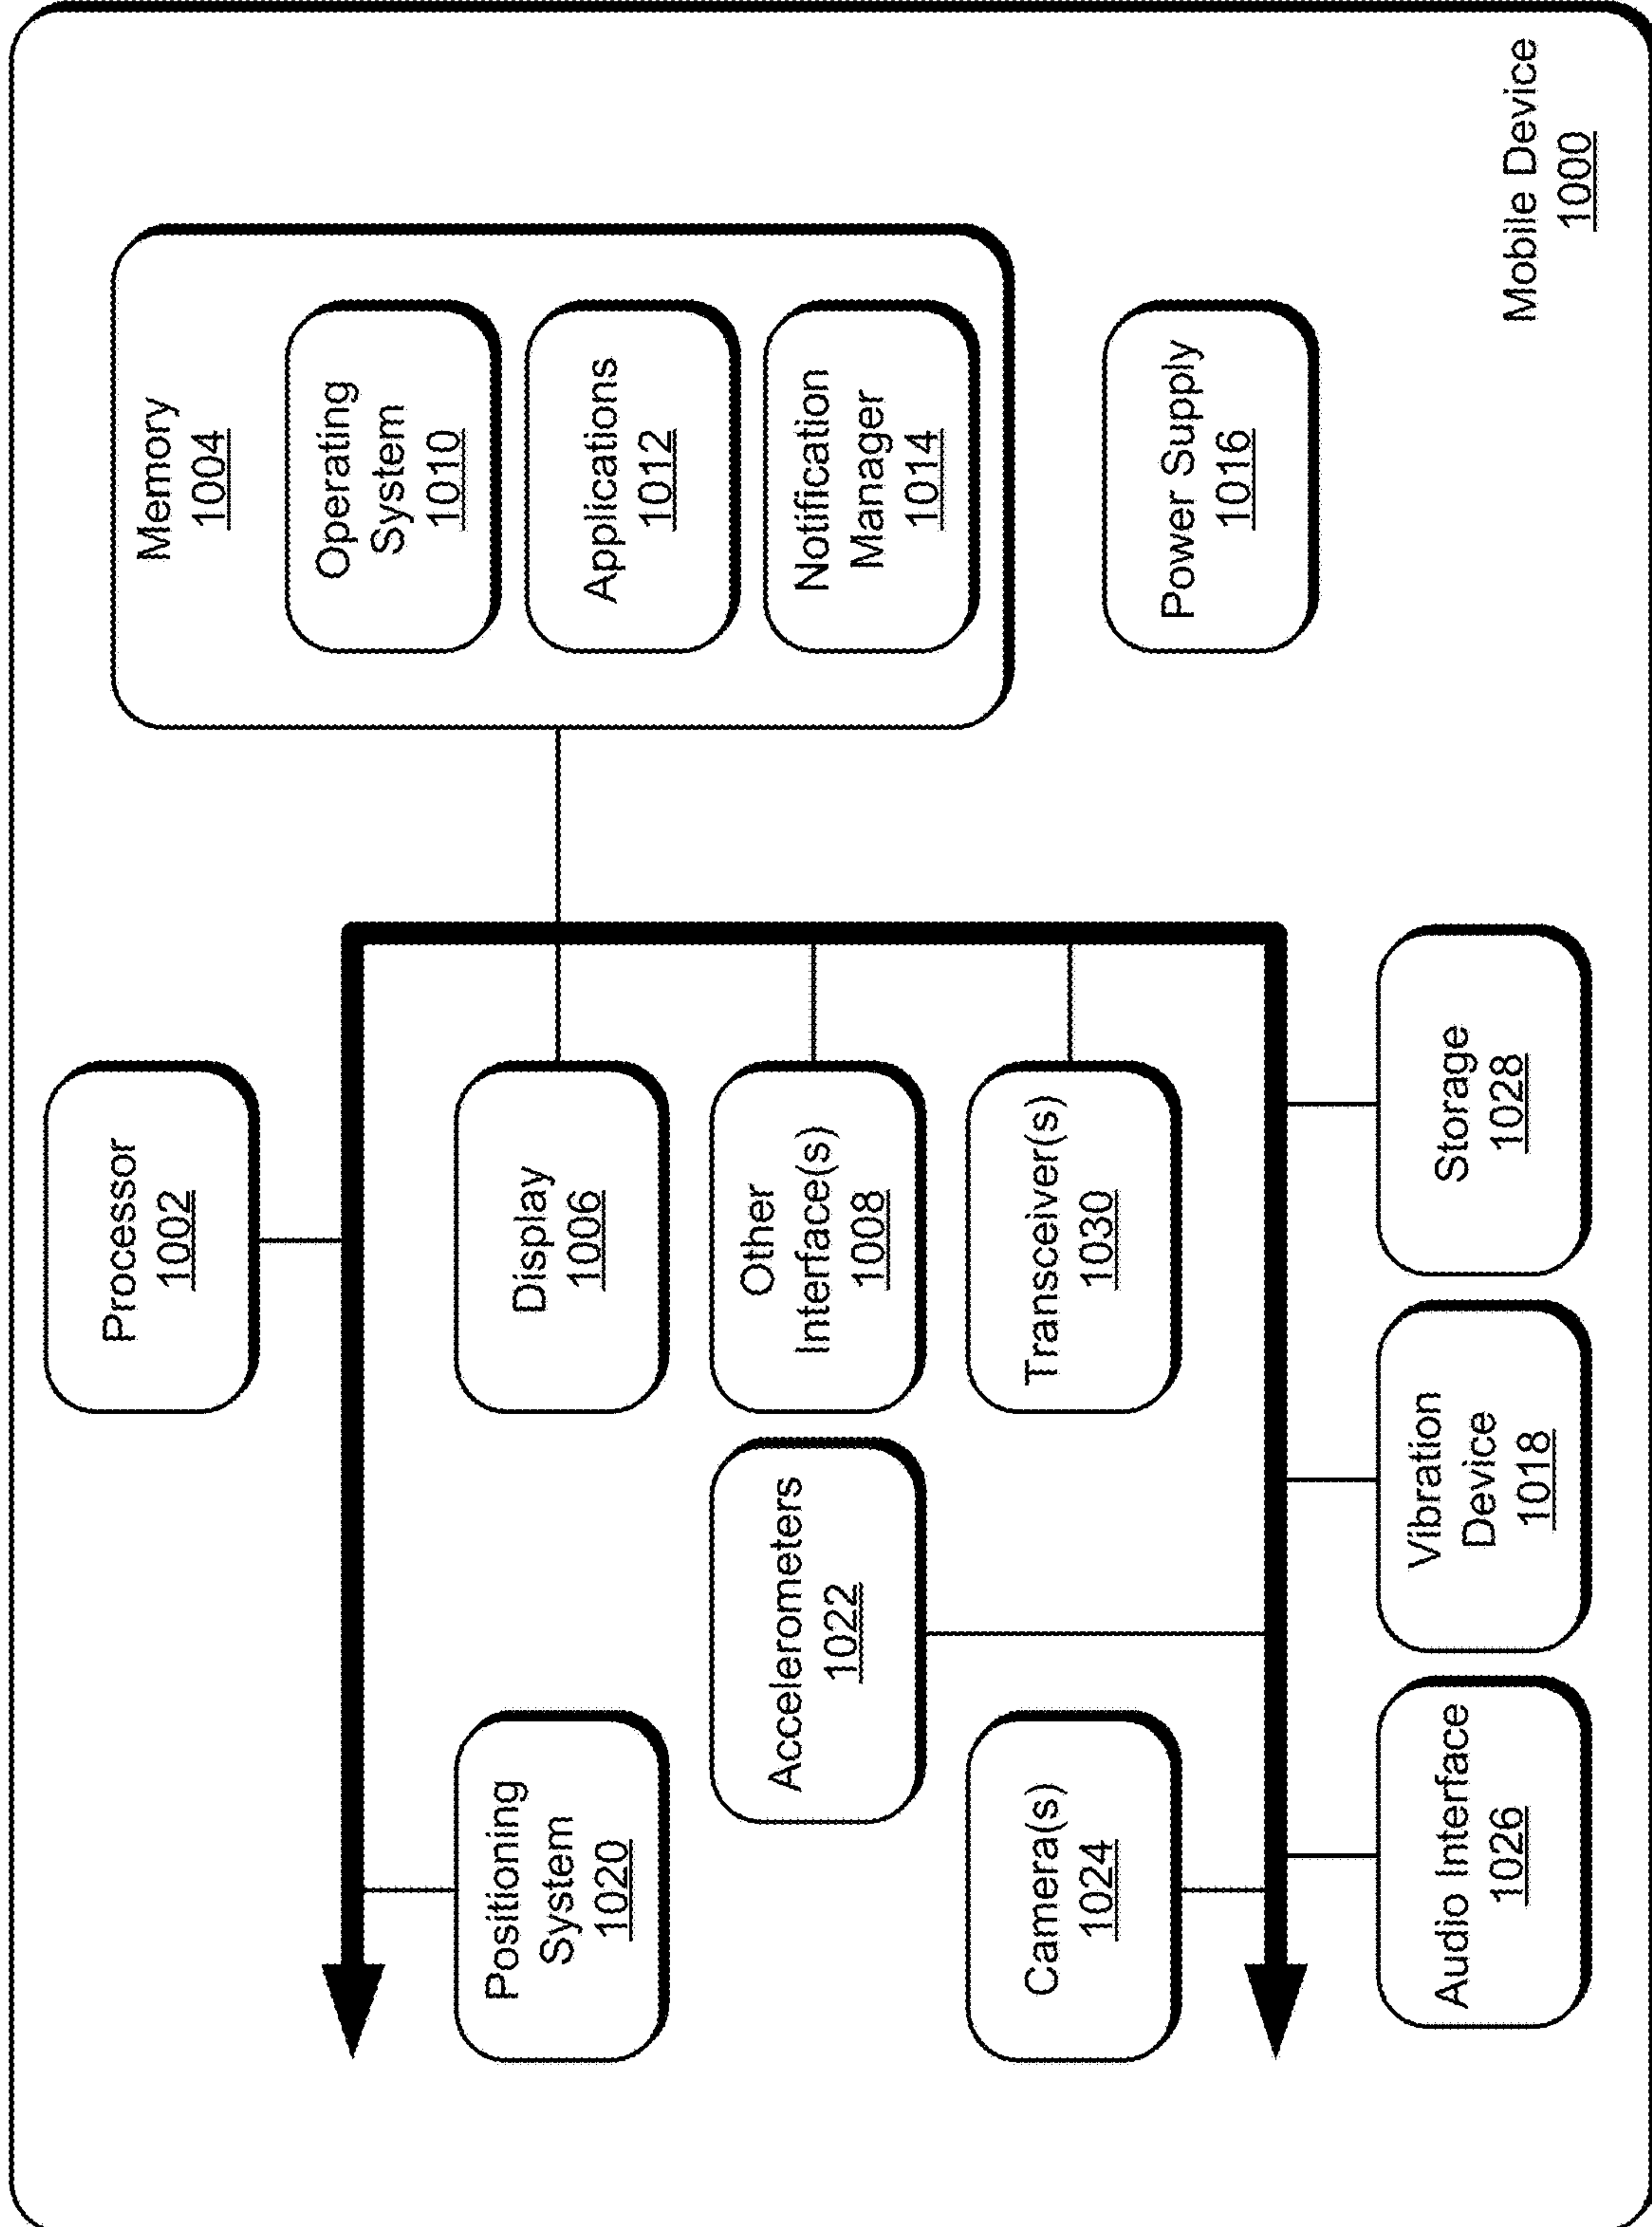 Processor
1002
Memory
1004
Operating
System
1010
Applications
1012
Notification
Manager
1014
Positioning
System
1020
Display
1006
Accelerometers
1022
Other
Interface(s)
1008
Camera(s)
1024
Transceiver(s)
1030
Power Supply
1016
Audio Interface
1026
Vibration
Device
1018
Storage
1028
Mobile Device
1000